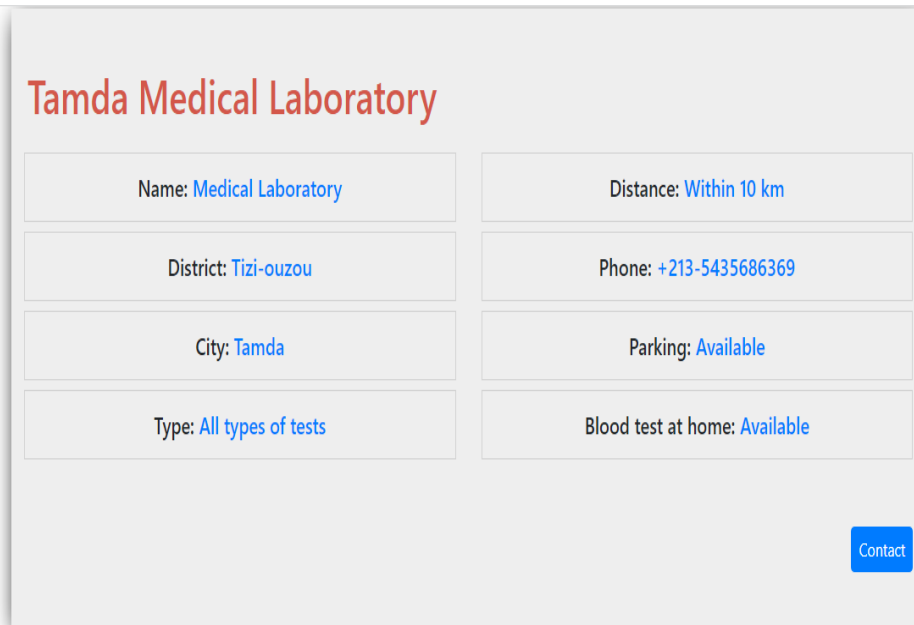 Tamda Medical Laboratory
Name: Medical Laboratory
Distance: Within 10 km
District: Tizi-ouzou
Phone: +213-5435686369
City: Tamda
Parking: Available
Type: All types of tests
Blood test at home: Available
Contact